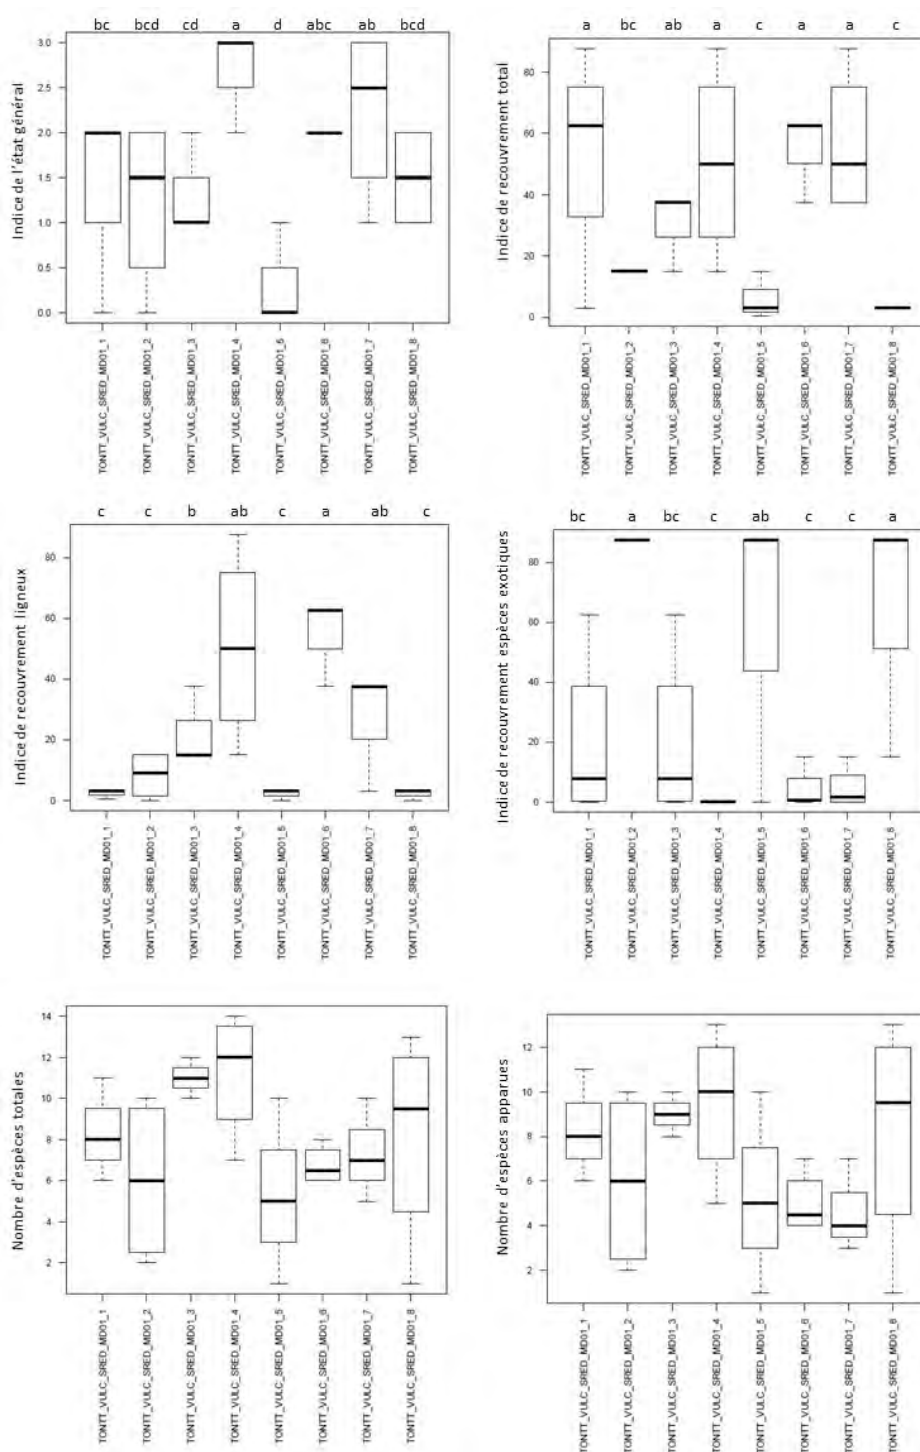 bc bcd cd a d abc ab bcd
Indice de l'état général
3.0
2.5
2.0
1.5
1.0
0.5
0.0
TONTT_VULC_SRED_MD01_1
TONTT_VULC_SRED_MD01_2
TONTT_VULC_SRED_MD01_3
TONTT_VULC_SRED_MD01_4
TONTT_VULC_SRED_MD01_5
TONTT_VULC_SRED_MD01_6
TONTT_VULC_SRED_MD01_7
TONTT_VULC_SRED_MD01_8
a bc ab a c a a c
Indice de recouvrement total
80
60
40
20
0
TONTT_VULC_SRED_MD01_1
TONTT_VULC_SRED_MD01_2
TONTT_VULC_SRED_MD01_3
TONTT_VULC_SRED_MD01_4
TONTT_VULC_SRED_MD01_5
TONTT_VULC_SRED_MD01_6
TONTT_VULC_SRED_MD01_7
TONTT_VULC_SRED_MD01_8
c c b ab c a ab c
Indice de recouvrement ligneux
80
60
40
20
0
TONTT_VULC_SRED_MD01_1
TONTT_VULC_SRED_MD01_2
TONTT_VULC_SRED_MD01_3
TONTT_VULC_SRED_MD01_4
TONTT_VULC_SRED_MD01_5
TONTT_VULC_SRED_MD01_6
TONTT_VULC_SRED_MD01_7
TONTT_VULC_SRED_MD01_8
bc a bc c ab c c a
Indice de recouvrement espèces exotiques
80
60
40
20
0
TONTT_VULC_SRED_MD01_1
TONTT_VULC_SRED_MD01_2
TONTT_VULC_SRED_MD01_3
TONTT_VULC_SRED_MD01_4
TONTT_VULC_SRED_MD01_5
TONTT_VULC_SRED_MD01_6
TONTT_VULC_SRED_MD01_7
TONTT_VULC_SRED_MD01_8
Nombre d'espèces totales
14
12
10
8
6
4
2
TONTT_VULC_SRED_MD01_1
TONTT_VULC_SRED_MD01_2
TONTT_VULC_SRED_MD01_3
TONTT_VULC_SRED_MD01_4
TONTT_VULC_SRED_MD01_5
TONTT_VULC_SRED_MD01_6
TONTT_VULC_SRED_MD01_7
TONTT_VULC_SRED_MD01_8
Nombre d'espèces apparues
12
10
8
6
4
2
TONTT_VULC_SRED_MD01_1
TONTT_VULC_SRED_MD01_2
TONTT_VULC_SRED_MD01_3
TONTT_VULC_SRED_MD01_4
TONTT_VULC_SRED_MD01_5
TONTT_VULC_SRED_MD01_6
TONTT_VULC_SRED_MD01_7
TONTT_VULC_SRED_MD01_8